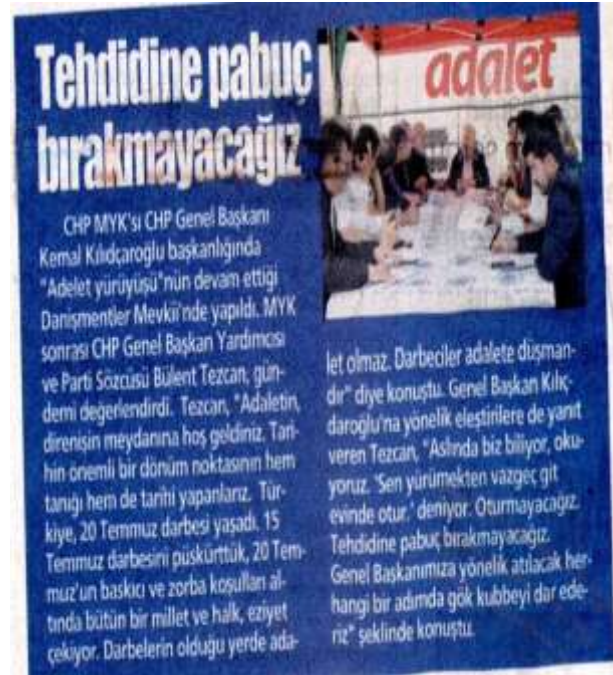 Tehdidine pabuç
bırakmayacağız
adalet
CHP MYK'sı CHP Genel Başkanı
Kemal Kılıdçaroğlu başkanlığında
"Adelet yürüyüşü"nün devam ettiği
Danişmentler Mevkii'nde yapıldı. MYK
sonrası CHP Genel Başkan Yardımcısı
ve Parti Sözcüsü Bülent Tezcan, gün-
demi değerlendirdi. Tezcan, "Adaletin,
direnişin meydanına hoş geldiniz. Tari-
hin önemli bir dönüm noktasının hem
tanığı hem de tarihi yapanlarız. Tür-
kiye, 20 Temmuz darbesi yaşadı. 15
Temmuz darbesini püskürttük, 20 Tem-
muz'un baskıcı ve zorba koşulları al-
tında bütün bir millet ve halk, eziyet
çekiyor. Darbelerin olduğu yerde ada-
let olmaz. Darbeciler adalete düşman-
dır" diye konuştu. Genel Başkan Kılıç-
daroglu'na yönelik eleştirilere de yanıt
veren Tezcan, "Aslında biz biliyor, oku-
yoruz. 'Sen yürümekten vazgeç git
evinde otur.' deniyor. Oturmayacağız.
Tehdidine pabuç bırakmayacağız.
Genel Başkanımıza yönelik atılacak her-
hangi bir adımda gök kubbeyi dar ede-
riz" şeklinde konuştu.